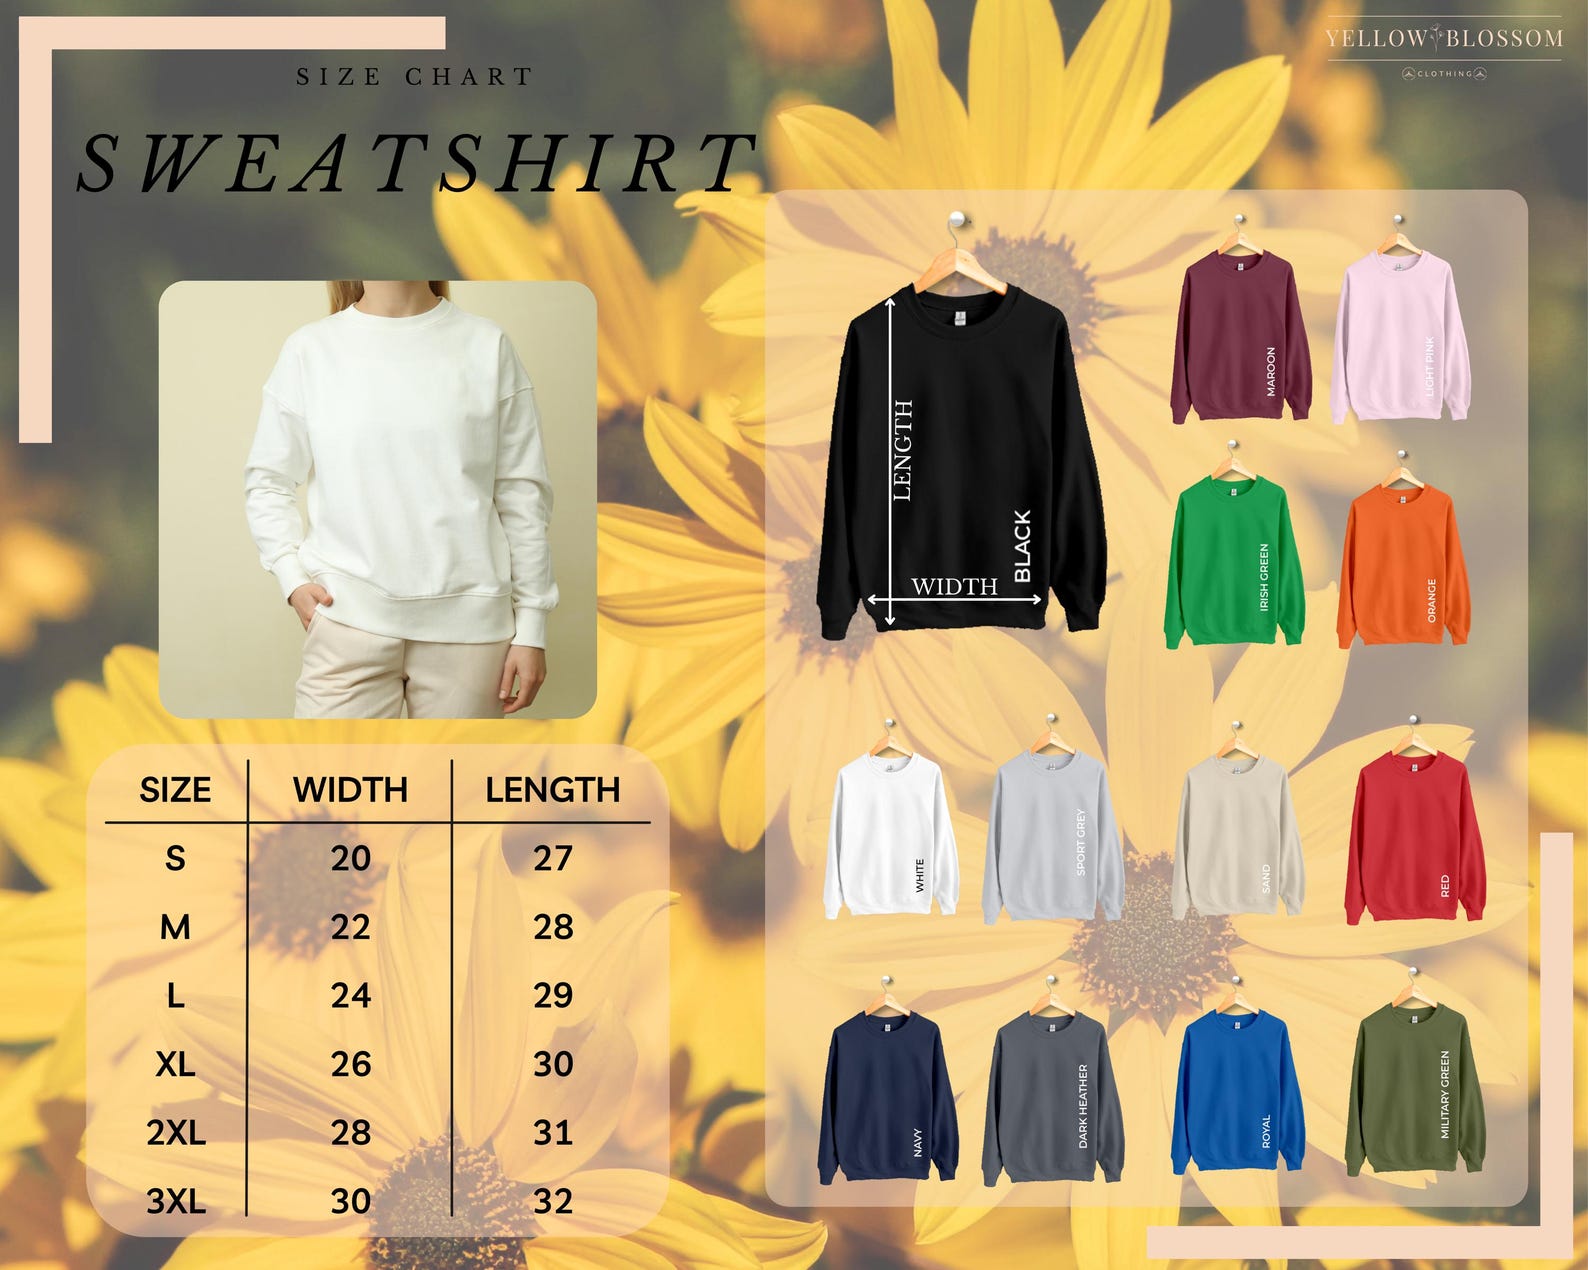 YELLOW BLOSSOM
CLOTHING
SIZE CHART
SWEATSHIRT
LENGTH
WIDTH
BLACK
MAROON
LIGHT PINK
IRISH GREEN
ORANGE
WHITE
SPORT GREY
SAND
RED
NAVY
DARK HEATHER
ROYAL
MILITARY GREEN
SIZE WIDTH LENGTH
S 20 27
M 22 28
L 24 29
XL 26 30
2XL 28 31
3XL 30 32